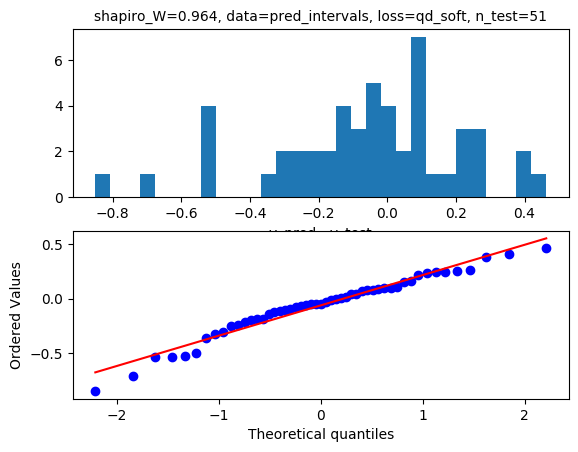 shapiro_W=0.964, data=pred_intervals, loss=qd_soft, n_test=51
6
4
2
0
−0.8 −0.6 −0.4 −0.2 0.0 0.2 0.4
0.5
0.0
−0.5
Ordered Values
−2 −1 0 1 2
Theoretical quantiles